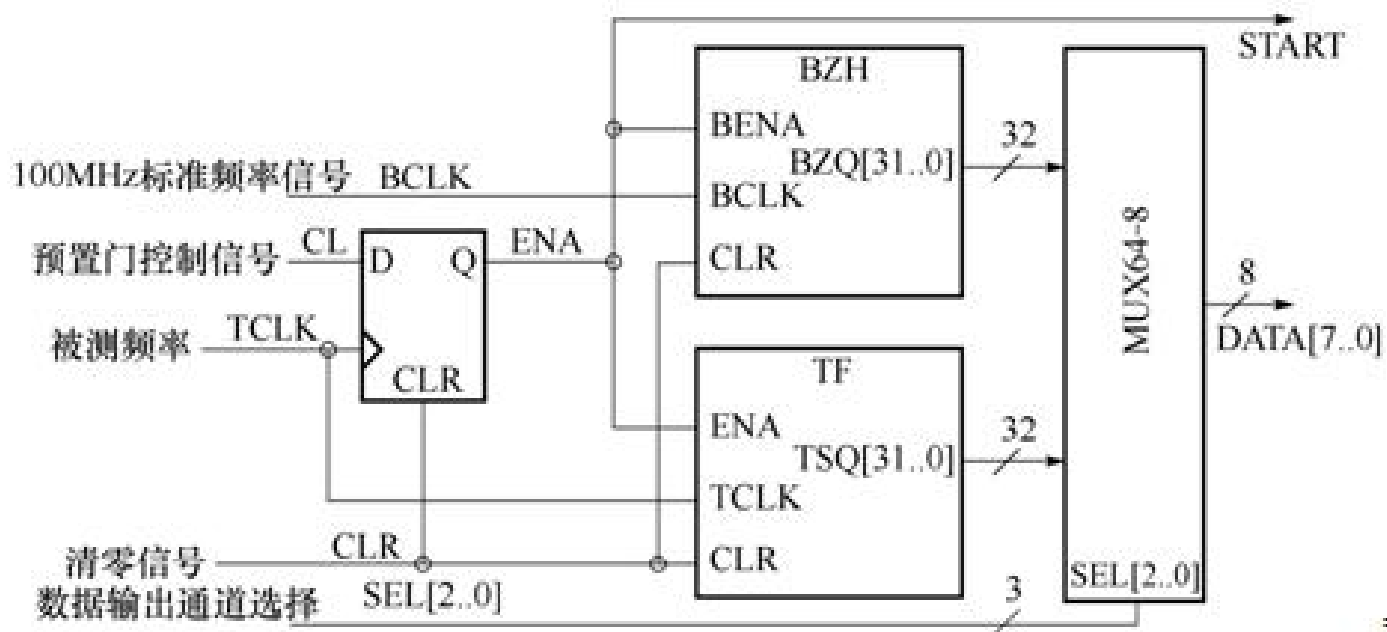 START
BZH
BENA
32
BZQ[31..0]
100MHz标准频率信号 BCLK
BCLK
CL
ENA
预置门控制信号
D
Q
CLR
MUX64-8
8
被测频率
TCLK
DATA[7..0]
CLR
TF
ENA
32
TSQ[31..0]
TCLK
清零信号
CLR
CLR
SEL[2..0]
数据输出通道选择
SEL[2..0]
3